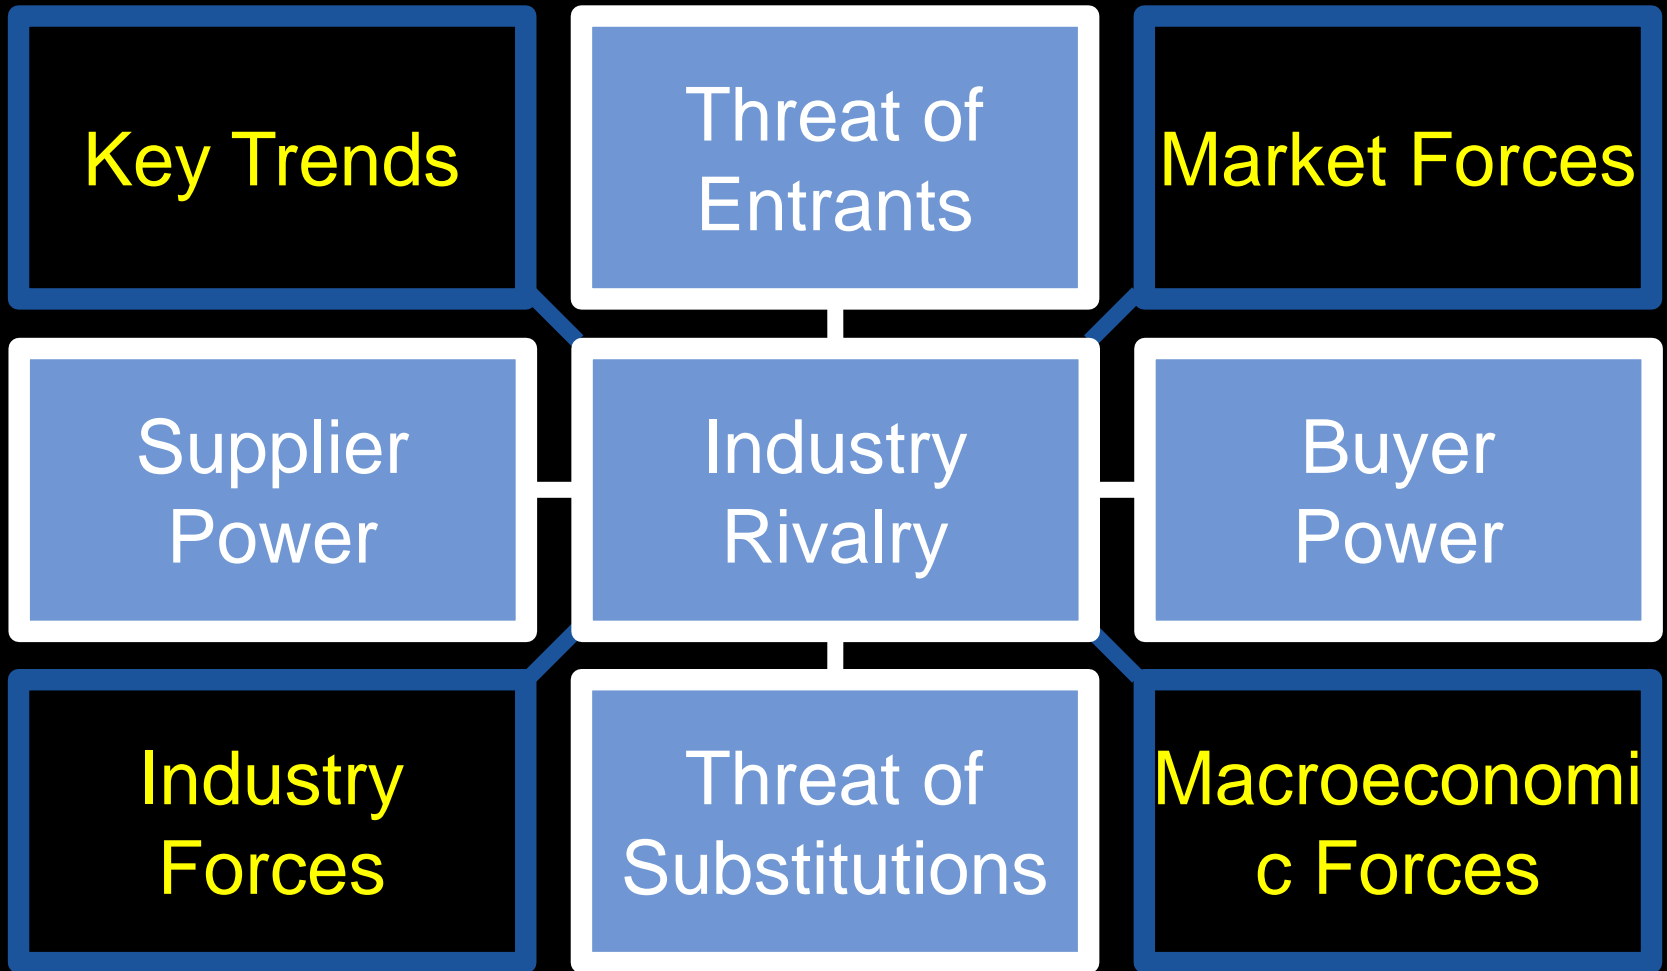 Key Trends
Threat of
Entrants
Market Forces
Supplier
Power
Industry
Rivalry
Buyer
Power
Industry
Forces
Threat of
Substitutions
Macroeconomi
c Forces